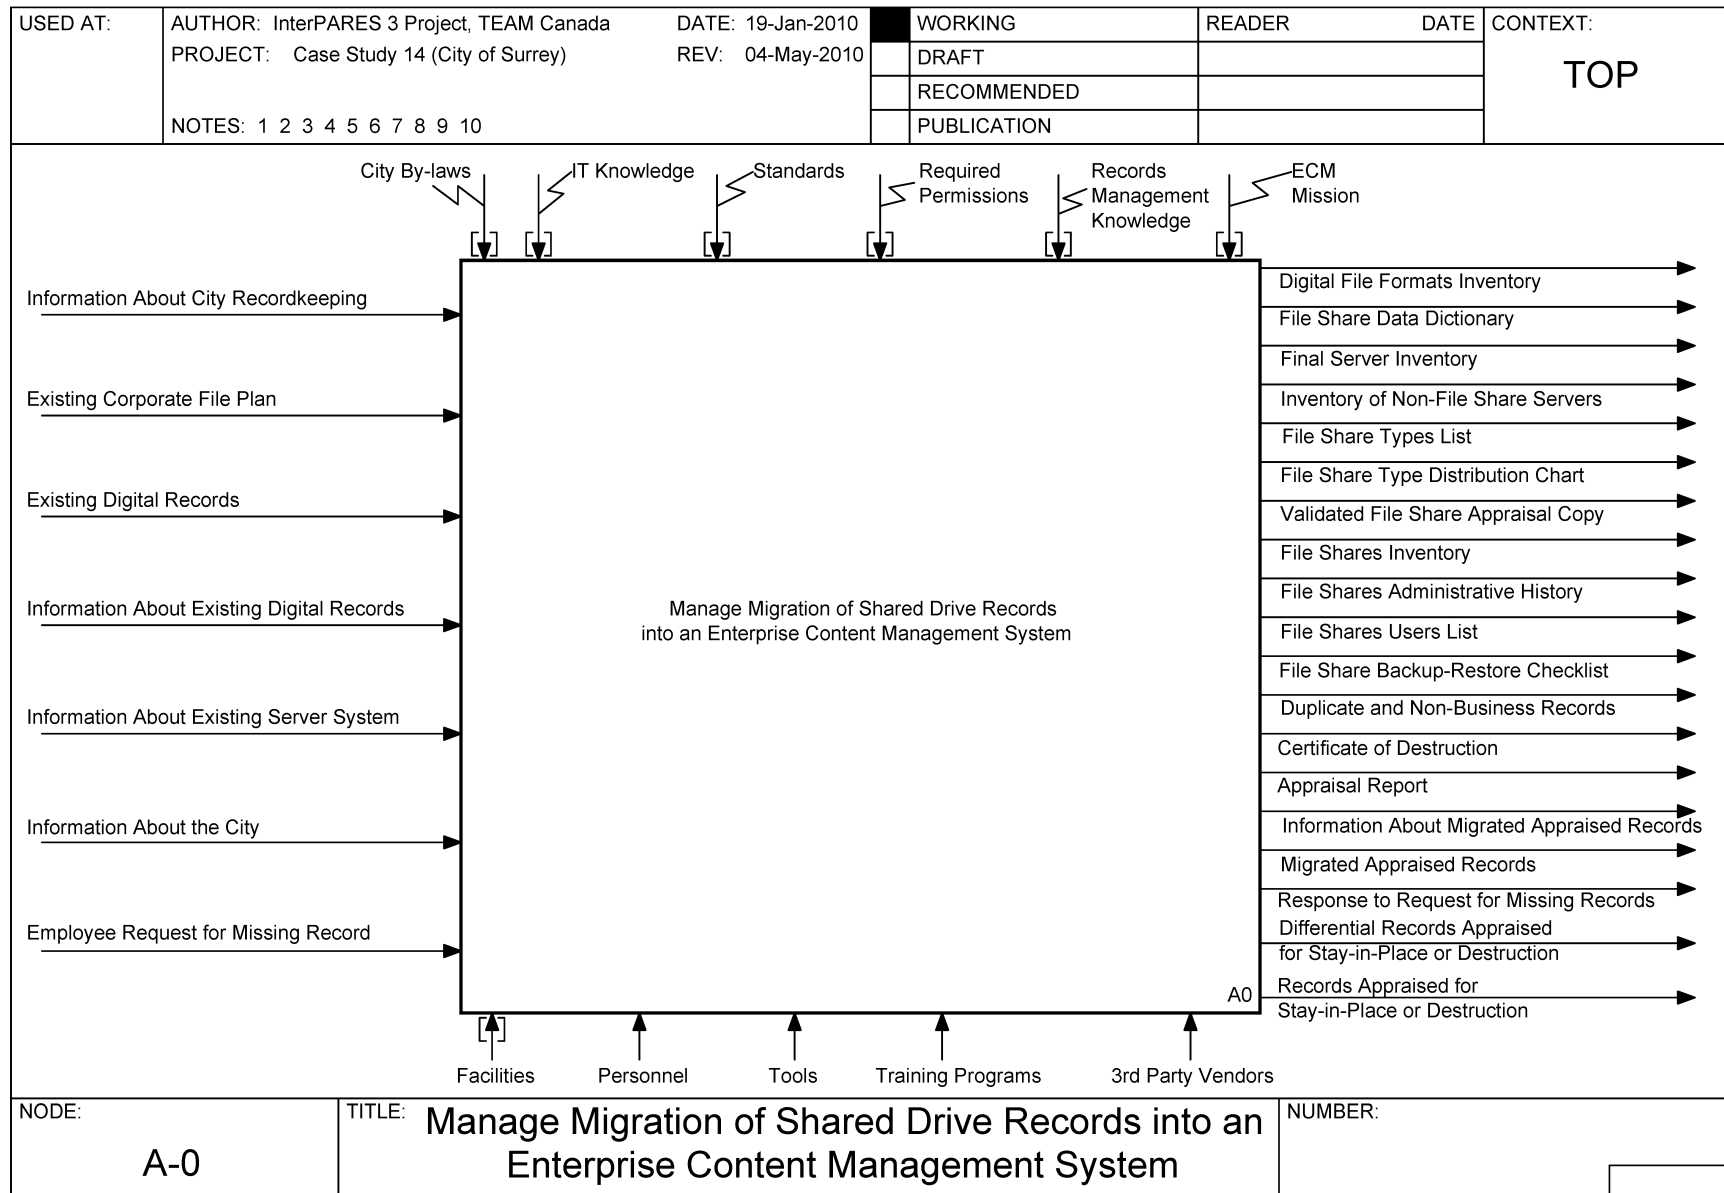 USED AT:
AUTHOR: InterPARES 3 Project, TEAM Canada
DATE: 19-Jan-2010
PROJECT: Case Study 14 (City of Surrey)
REV: 04-May-2010
NOTES: 1 2 3 4 5 6 7 8 9 10
WORKING
DRAFT
RECOMMENDED
PUBLICATION
READER DATE
CONTEXT:
TOP
City By-laws
IT Knowledge
Standards
Required
Permissions
Records
Management
Knowledge
ECM
Mission
Information About City Recordkeeping
Existing Corporate File Plan
Existing Digital Records
Information About Existing Digital Records
Information About Existing Server System
Information About the City
Employee Request for Missing Record
Manage Migration of Shared Drive Records
into an Enterprise Content Management System
A0
Digital File Formats Inventory
File Share Data Dictionary
Final Server Inventory
Inventory of Non-File Share Servers
File Share Types List
File Share Type Distribution Chart
Validated File Share Appraisal Copy
File Shares Inventory
File Shares Administrative History
File Shares Users List
File Share Backup-Restore Checklist
Duplicate and Non-Business Records
Certificate of Destruction
Appraisal Report
Information About Migrated Appraised Records
Migrated Appraised Records
Response to Request for Missing Records
Differential Records Appraised
for Stay-in-Place or Destruction
Records Appraised for
Stay-in-Place or Destruction
Facilities
Personnel
Tools
Training Programs
3rd Party Vendors
NODE:
A-0
TITLE:
Manage Migration of Shared Drive Records into an
Enterprise Content Management System
NUMBER: